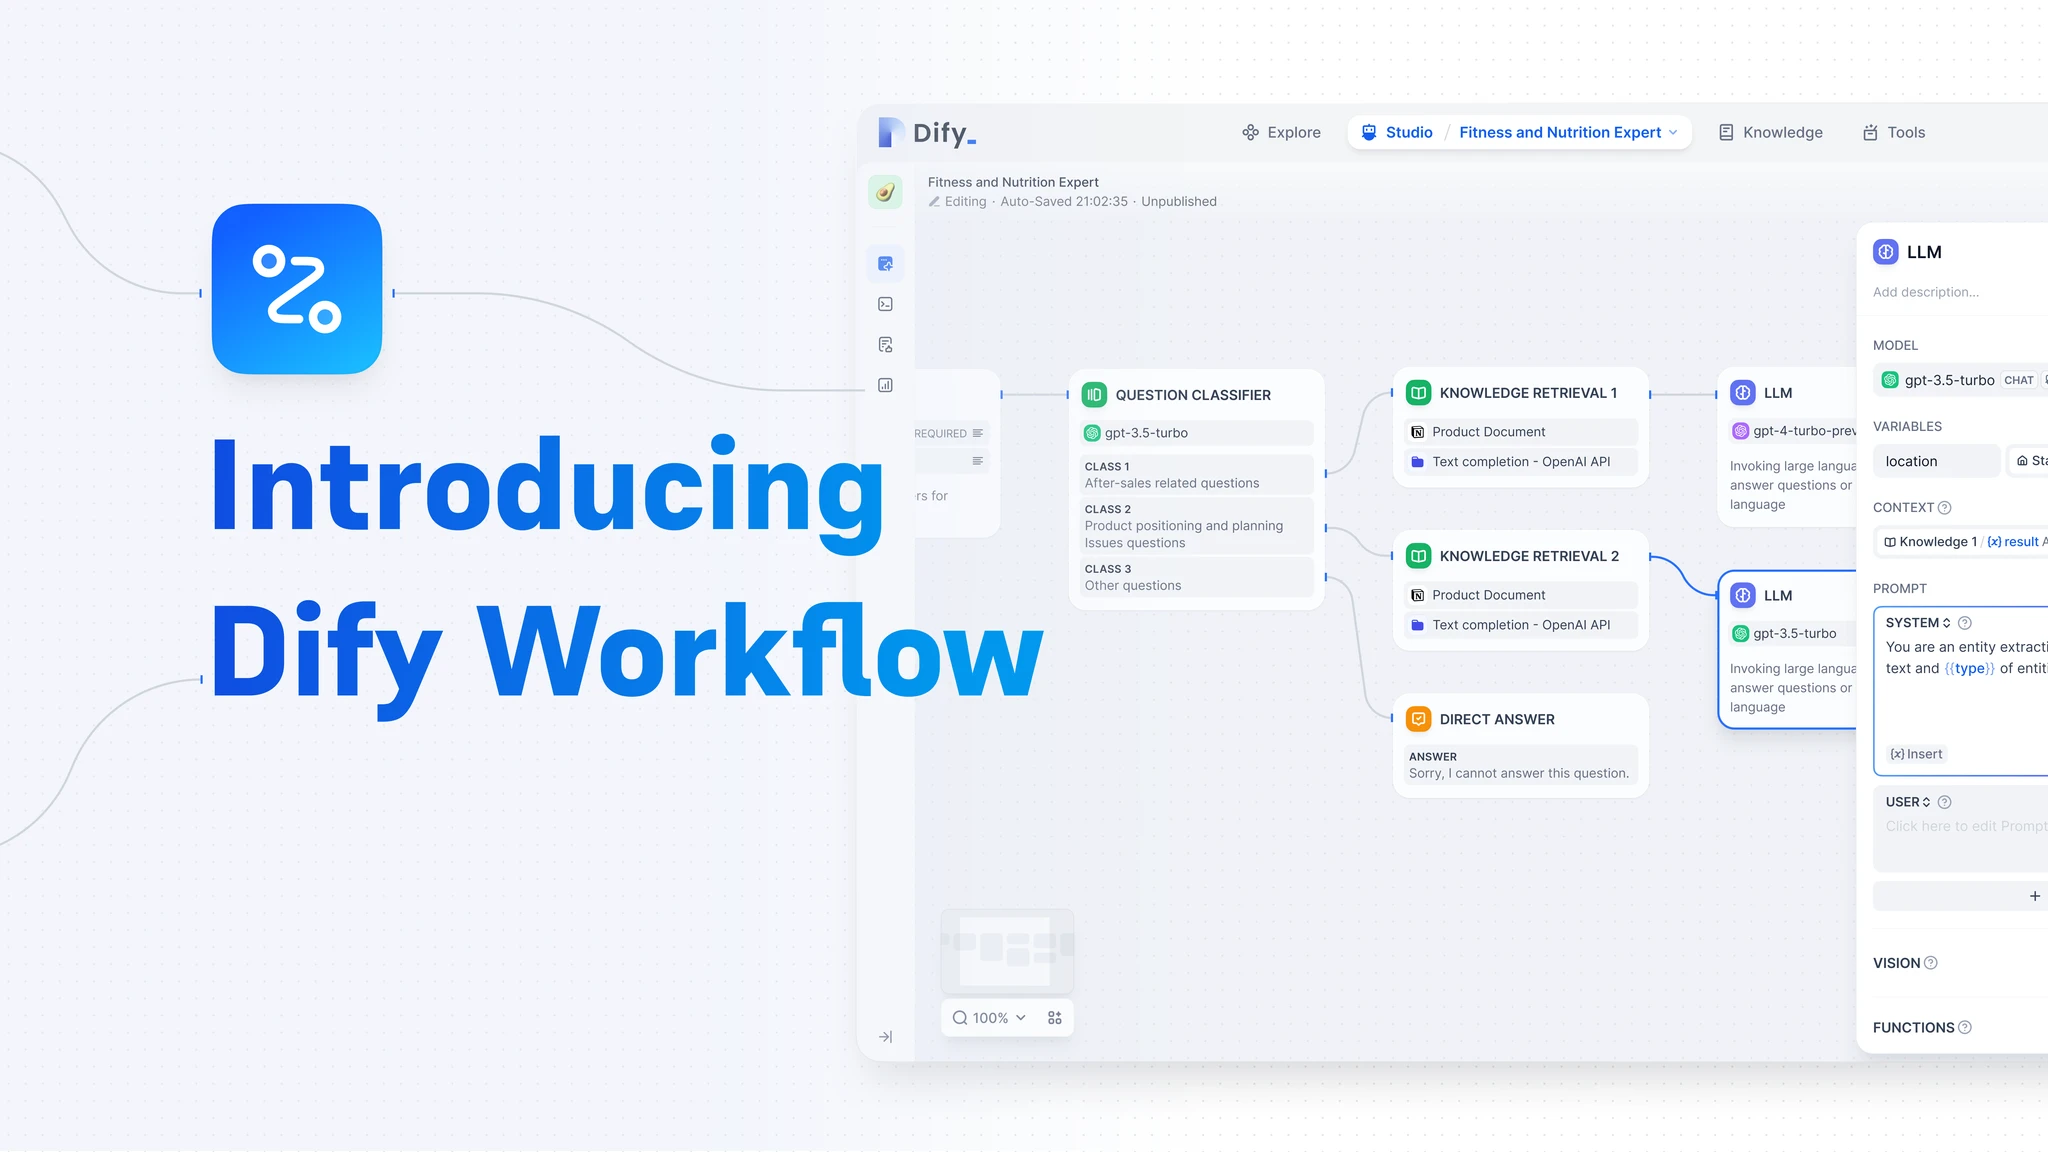 Introducing
Dify Workflow
Dify_
Explore
Studio / Fitness and Nutrition Expert
Knowledge
Tools
Fitness and Nutrition Expert
Editing · Auto-Saved 21:02:35 · Unpublished
REQUIRED
ers for
QUESTION CLASSIFIER
gpt-3.5-turbo
CLASS 1
After-sales related questions
CLASS 2
Product positioning and planning
Issues questions
CLASS 3
Other questions
KNOWLEDGE RETRIEVAL 1
Product Document
Text completion - OpenAI API
KNOWLEDGE RETRIEVAL 2
Product Document
Text completion - OpenAI API
DIRECT ANSWER
ANSWER
Sorry, I cannot answer this question.
LLM
gpt-4-turbo-prev
Invoking large langua
answer questions or
language
LLM
gpt-3.5-turbo
Invoking large langua
answer questions or
language
LLM
Add description...
MODEL
gpt-3.5-turbo CHAT
VARIABLES
location
Sta
CONTEXT
Knowledge 1 / {x} result A
PROMPT
SYSTEM
You are an entity extracti
text and {{type}} of entiti
{x} Insert
USER
Click here to edit Prompt
+
VISION
FUNCTIONS
100%